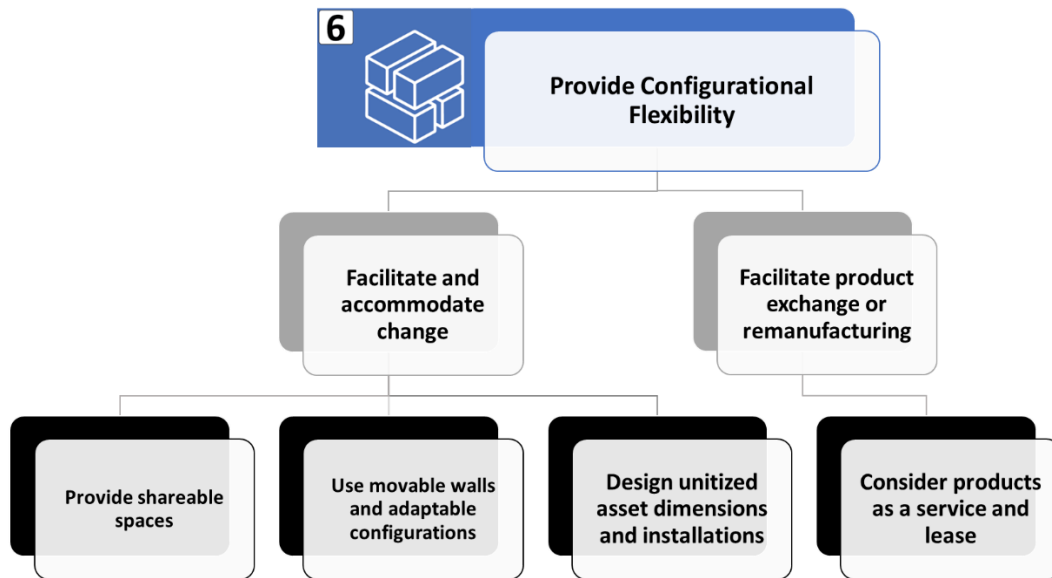 6
Provide Configurational
Flexibility
Facilitate and
accommodate
change
Facilitate product
exchange or
remanufacturing
Provide shareable
spaces
Use movable walls
and adaptable
configurations
Design unitized
asset dimensions
and installations
Consider products
as a service and
lease